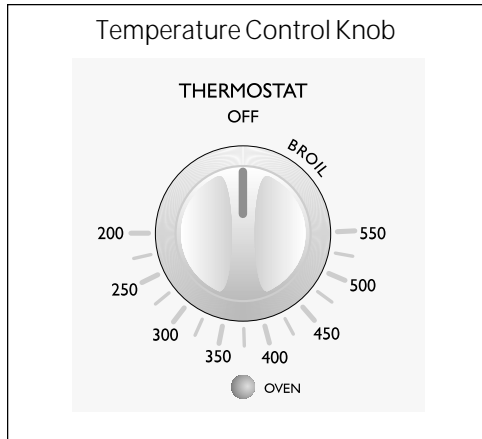 Temperature Control Knob
THERMOSTAT
OFF
BROIL
200
550
250
500
300
450
350
400
OVEN